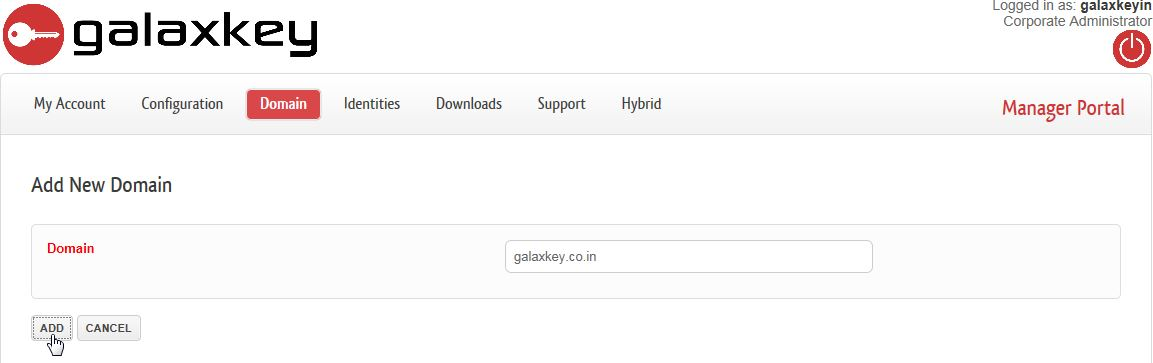 galaxkey
Logged in as: galaxkeyin
Corporate Administrator
My Account Configuration Domain Identities Downloads Support Hybrid
Manager Portal
Add New Domain
Domain
galaxkey.co.in
ADD CANCEL